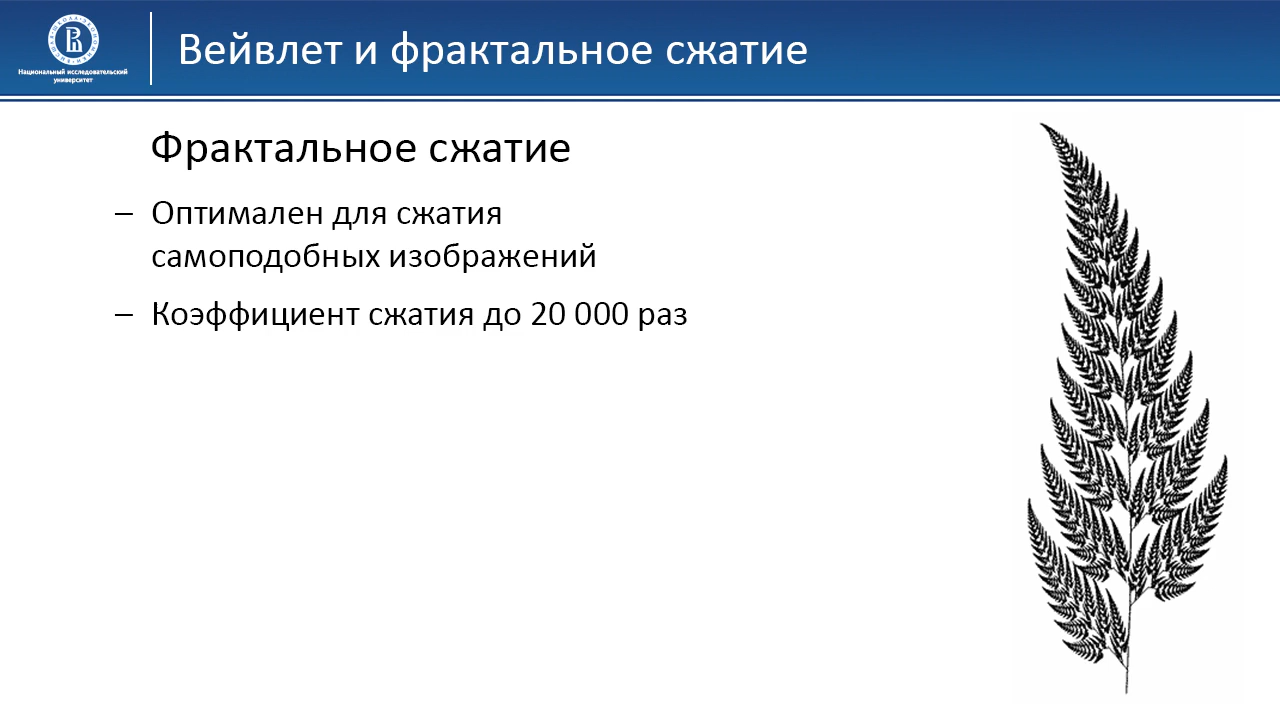 Национальный исследовательский
университет
Вейвлет и фрактальное сжатие
Фрактальное сжатие
– Оптимален для сжатия
самоподобных изображений
– Коэффициент сжатия до 20 000 раз